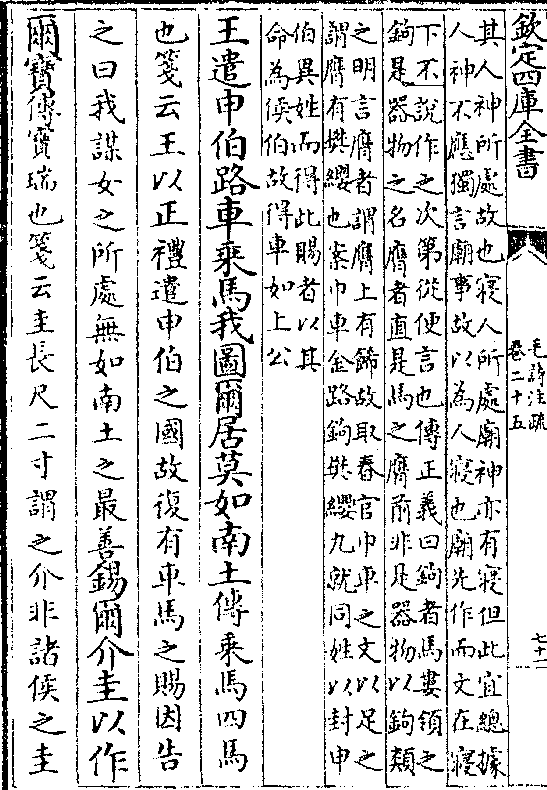 欽定四庫全書
毛詩注疏
卷二十五
七十一
其人神所處故也寢人所處廟神亦有寢但此宜總據
人神不應獨言廟事故以為人寢也廟先作而文在寢
下不說作之次第從便言也傳正義曰鉤者馬婁頷之
鉤是器物之名膺者直是馬之膺前非是器物以鉤類
之明言膺者謂膺上有飾故取春官巾車之文以足之
謂膺有樊纓也案巾車金路鉤樊纓九就同姓以封申
伯異姓而得此賜者以其
命為侯伯故得車如上公
王遣申伯路車乘馬我圖爾居莫如南土傳乘馬四馬
也箋云王以正禮遣申伯之國故復有車馬之賜因告
之曰我謀女之所處無如南土之最善錫爾介圭以作
爾寶傳寶瑞也箋云圭長尺二寸謂之介非諸侯之圭